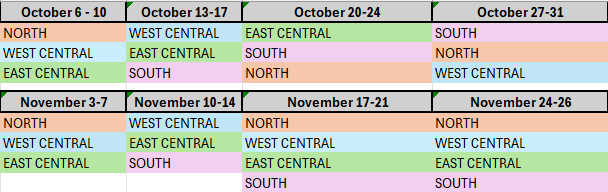 October 6 - 10 October 13-17 October 20-24 October 27-31
NORTH WEST CENTRAL EAST CENTRAL SOUTH
WEST CENTRAL EAST CENTRAL SOUTH NORTH
EAST CENTRAL SOUTH NORTH WEST CENTRAL
November 3-7 November 10-14 November 17-21 November 24-26
NORTH WEST CENTRAL NORTH NORTH
WEST CENTRAL EAST CENTRAL WEST CENTRAL WEST CENTRAL
EAST CENTRAL SOUTH EAST CENTRAL EAST CENTRAL
SOUTH SOUTH